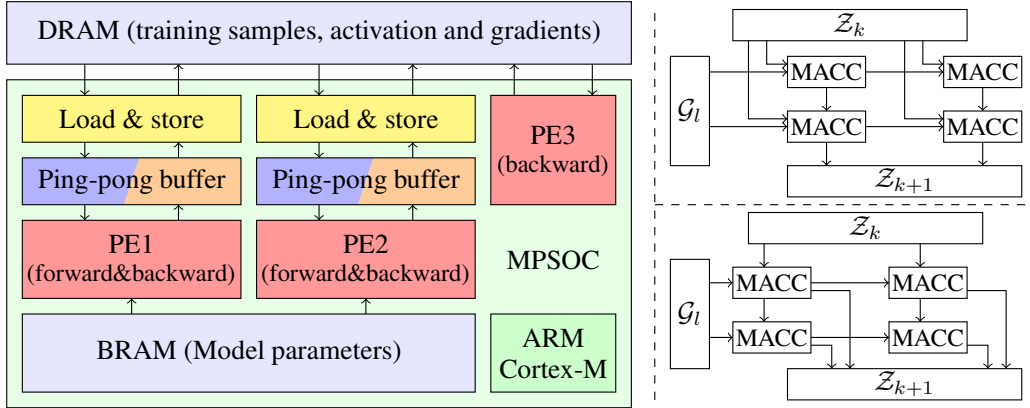 DRAM (training samples, activation and gradients)
Load & store
Load & store
PE3
(backward)
Ping-pong buffer
Ping-pong buffer
PE1
(forward&backward)
PE2
(forward&backward)
MPSOC
BRAM (Model parameters)
ARM
Cortex-M
𝒵ₖ
𝒢ₗ
MACC
MACC
MACC
MACC
𝒵ₖ₊₁
𝒵ₖ
𝒢ₗ
MACC
MACC
MACC
MACC
𝒵ₖ₊₁